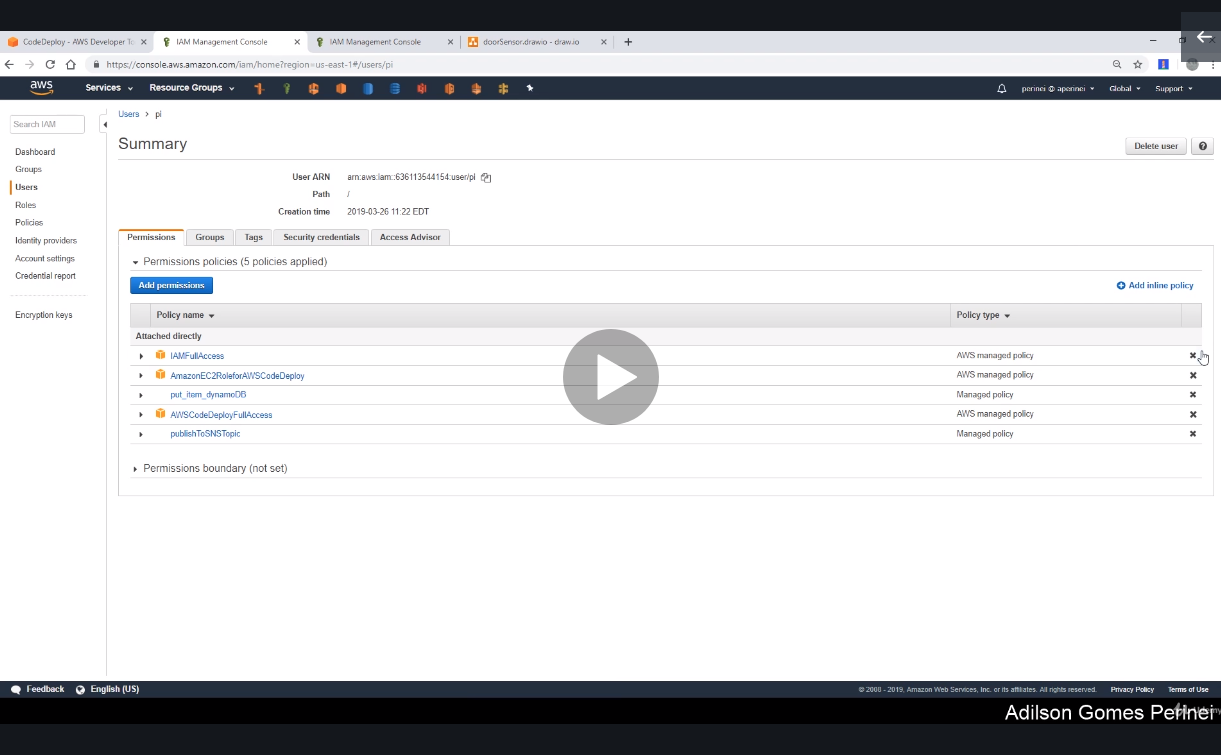 CodeDeploy - AWS Developer To
IAM Management Console
IAM Management Console
doorSensor.drawio - draw.io
https://console.aws.amazon.com/iam/home?region=us-east-1#/users/pi
aws
Services
Resource Groups
perinei @ aperinei
Global
Support
Search IAM
Dashboard
Groups
Users
Roles
Policies
Identity providers
Account settings
Credential report
Encryption keys
Users > pi
Summary
Delete user
User ARN arn:aws:iam::636113544154:user/pi
Path /
Creation time 2019-03-26 11:22 EDT
Permissions Groups Tags Security credentials Access Advisor
Permissions policies (5 policies applied)
Add permissions
Add inline policy
Policy name Policy type
Attached directly
IAMFullAccess AWS managed policy
AmazonEC2RoleforAWSCodeDeploy AWS managed policy
put_item_dynamoDB Managed policy
AWSCodeDeployFullAccess AWS managed policy
publishToSNSTopic Managed policy
Permissions boundary (not set)
Feedback English (US)
© 2008 - 2019, Amazon Web Services, Inc. or its affiliates. All rights reserved. Privacy Policy Terms of Use
Adilson Gomes Perinei